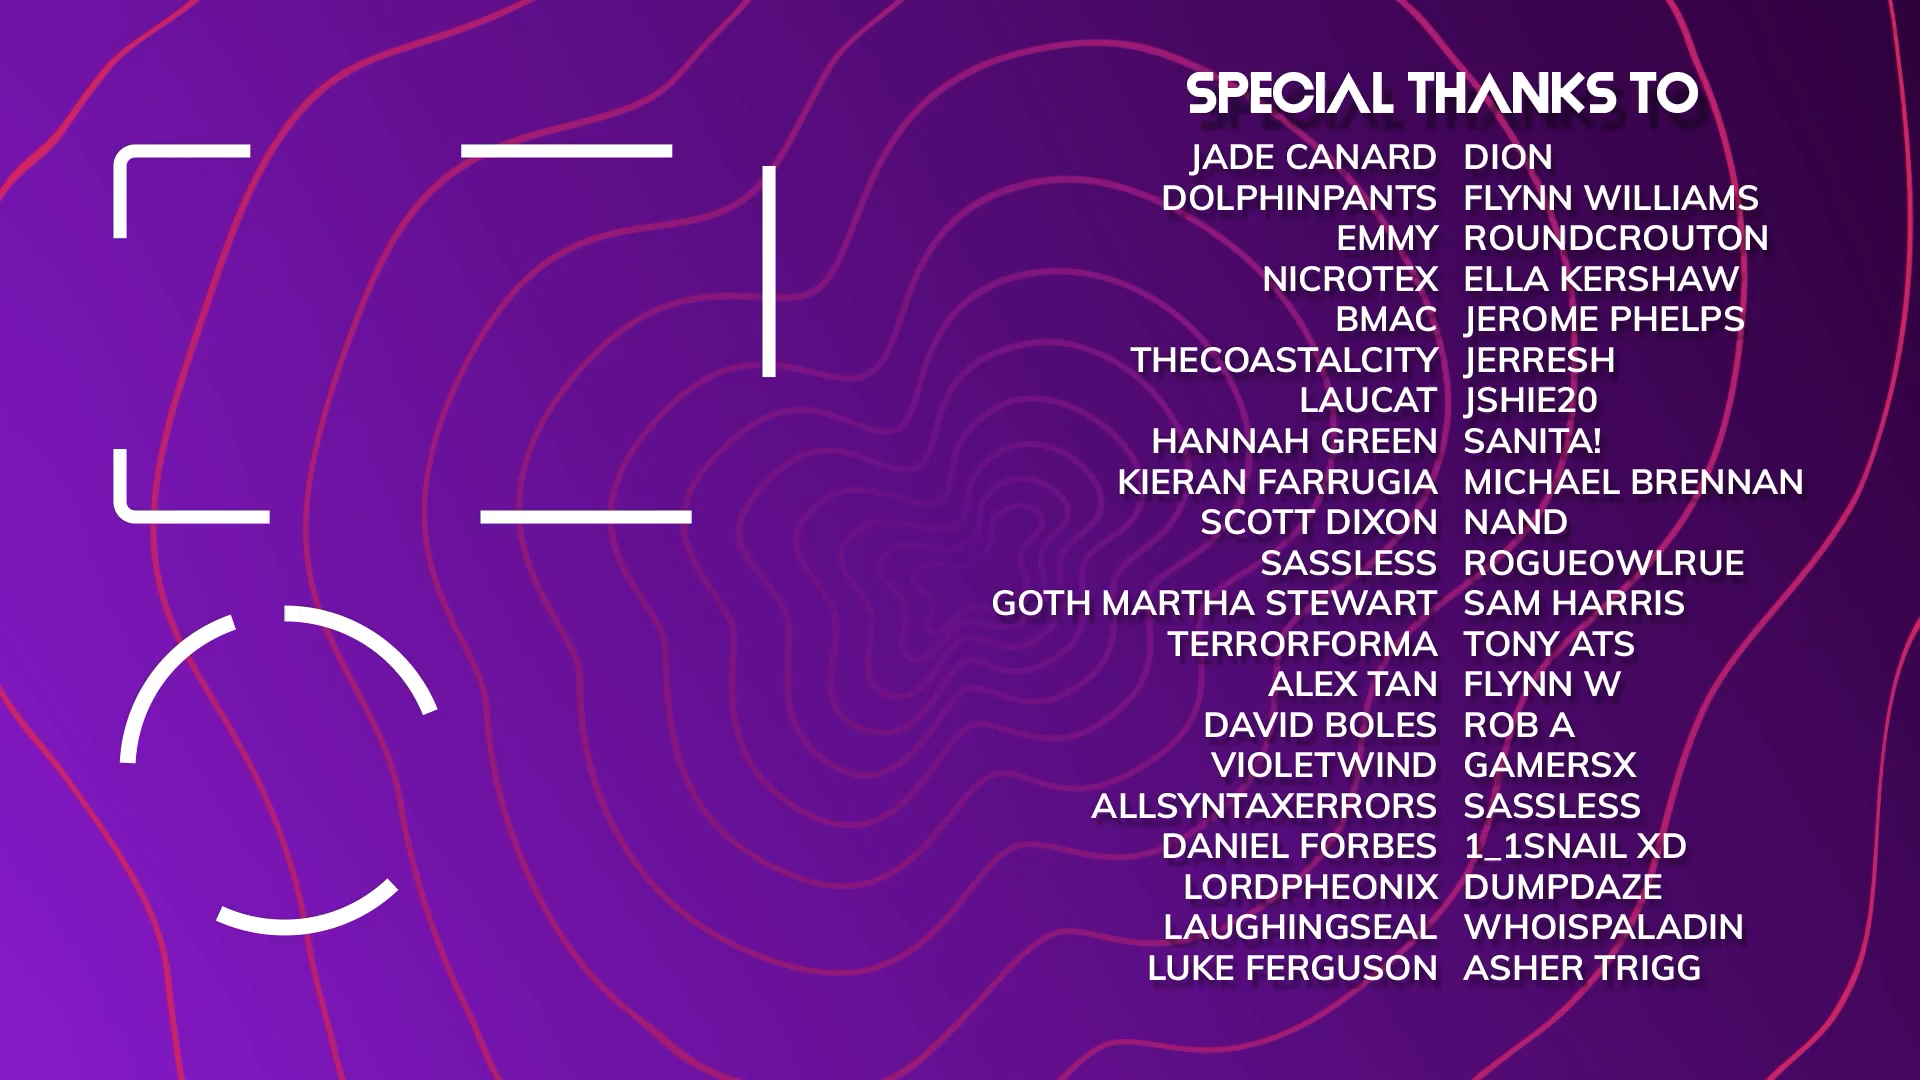 SPECIAL THANKS TO
JADE CANARD DION
DOLPHINPANTS FLYNN WILLIAMS
EMMY ROUNDCROUTON
NICROTEX ELLA KERSHAW
BMAC JEROME PHELPS
THECOASTALCITY JERRESH
LAUCAT JSHIE20
HANNAH GREEN SANITA!
KIERAN FARRUGIA MICHAEL BRENNAN
SCOTT DIXON NAND
SASSLESS ROGUEOWLRUE
GOTH MARTHA STEWART SAM HARRIS
TERRORFORMA TONY ATS
ALEX TAN FLYNN W
DAVID BOLES ROB A
VIOLETWIND GAMERSX
ALLSYNTAXERRORS SASSLESS
DANIEL FORBES 1_1SNAIL XD
LORDPHEONIX DUMPDAZE
LAUGHINGSEAL WHOISPALADIN
LUKE FERGUSON ASHER TRIGG